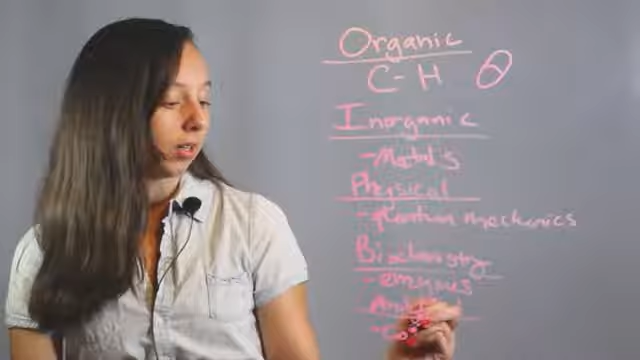 Organic
C-H
Inorganic
-Metals
Physical
-quantum mechanics
Biochemistry
-enzymes